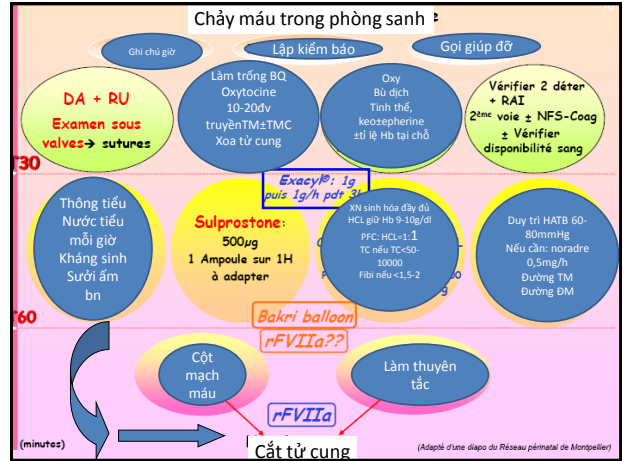 Chảy máu trong phòng sanh
Ghi chú giờ
Lập kiểm báo
Gọi giúp đỡ
DA + RU
Examen sous
valves→ sutures
Làm trống BQ
Oxytocine
10-20đv
truyềnTM±TMC
Xoa tử cung
Oxy
Bù dịch
Tinh thể,
keo±epherine
±tỉ lệ Hb tại chỗ
Vérifier 2 déter
+ RAI
2ème voie ± NFS-Coag
± Vérifier
disponibilité sang
30
Exacyl®: 1g
puis 1g/h pdt 3h
Thông tiểu
Nước tiểu
mỗi giờ
Kháng sinh
Sưởi ấm
bn
Sulprostone:
500µg
1 Ampoule sur 1H
à adapter
XN sinh hóa đầy đủ
HCL giữ Hb 9-10g/dl
PFC: HCL=1:1
TC nếu TC<50-
10000
Fibi nếu <1,5-2
Duy trì HATB 60-
80mmHg
Nếu cần: noradre
0,5mg/h
Đường TM
Đường ĐM
60
Bakri balloon
rFVIIa??
Cột
mạch
máu
Làm thuyên
tắc
rFVIIa
Cắt tử cung
(minutes)
(Adapté d'une diapo du Réseau périnatal de Montpellier)